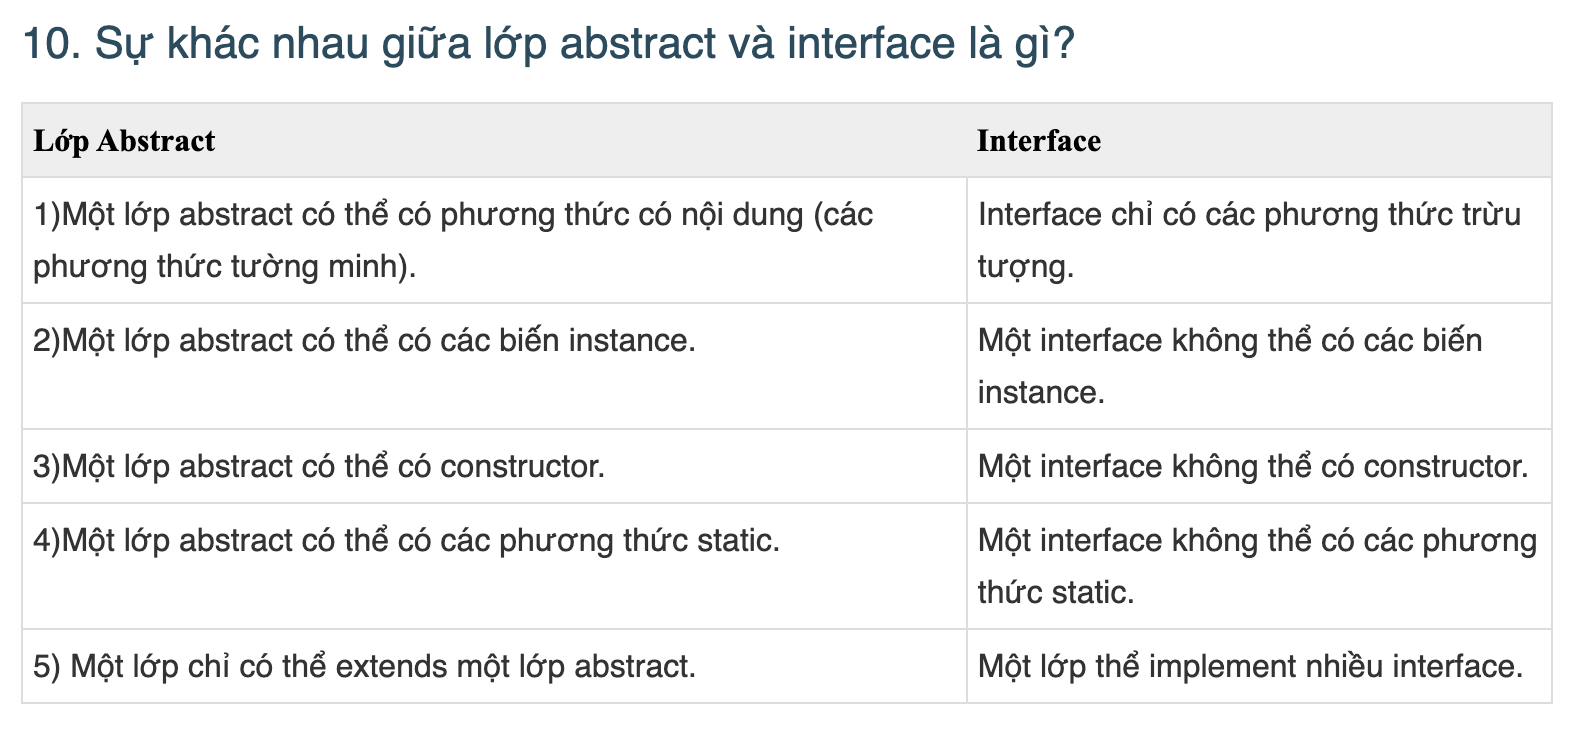 10. Sự khác nhau giữa lớp abstract và interface là gì?
Lớp Abstract
Interface
1)Một lớp abstract có thể có phương thức có nội dung (các
phương thức tường minh).
Interface chỉ có các phương thức trừu
tượng.
2)Một lớp abstract có thể có các biến instance.
Một interface không thể có các biến
instance.
3)Một lớp abstract có thể có constructor.
Một interface không thể có constructor.
4)Một lớp abstract có thể có các phương thức static.
Một interface không thể có các phương
thức static.
5) Một lớp chỉ có thể extends một lớp abstract.
Một lớp thể implement nhiều interface.